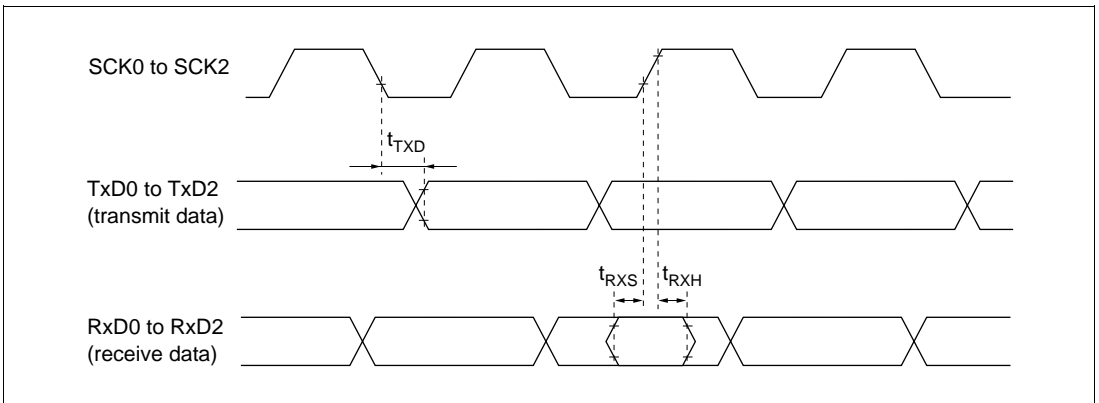 SCK0 to SCK2
tTXD
TxD0 to TxD2
(transmit data)
tRXS
tRXH
RxD0 to RxD2
(receive data)